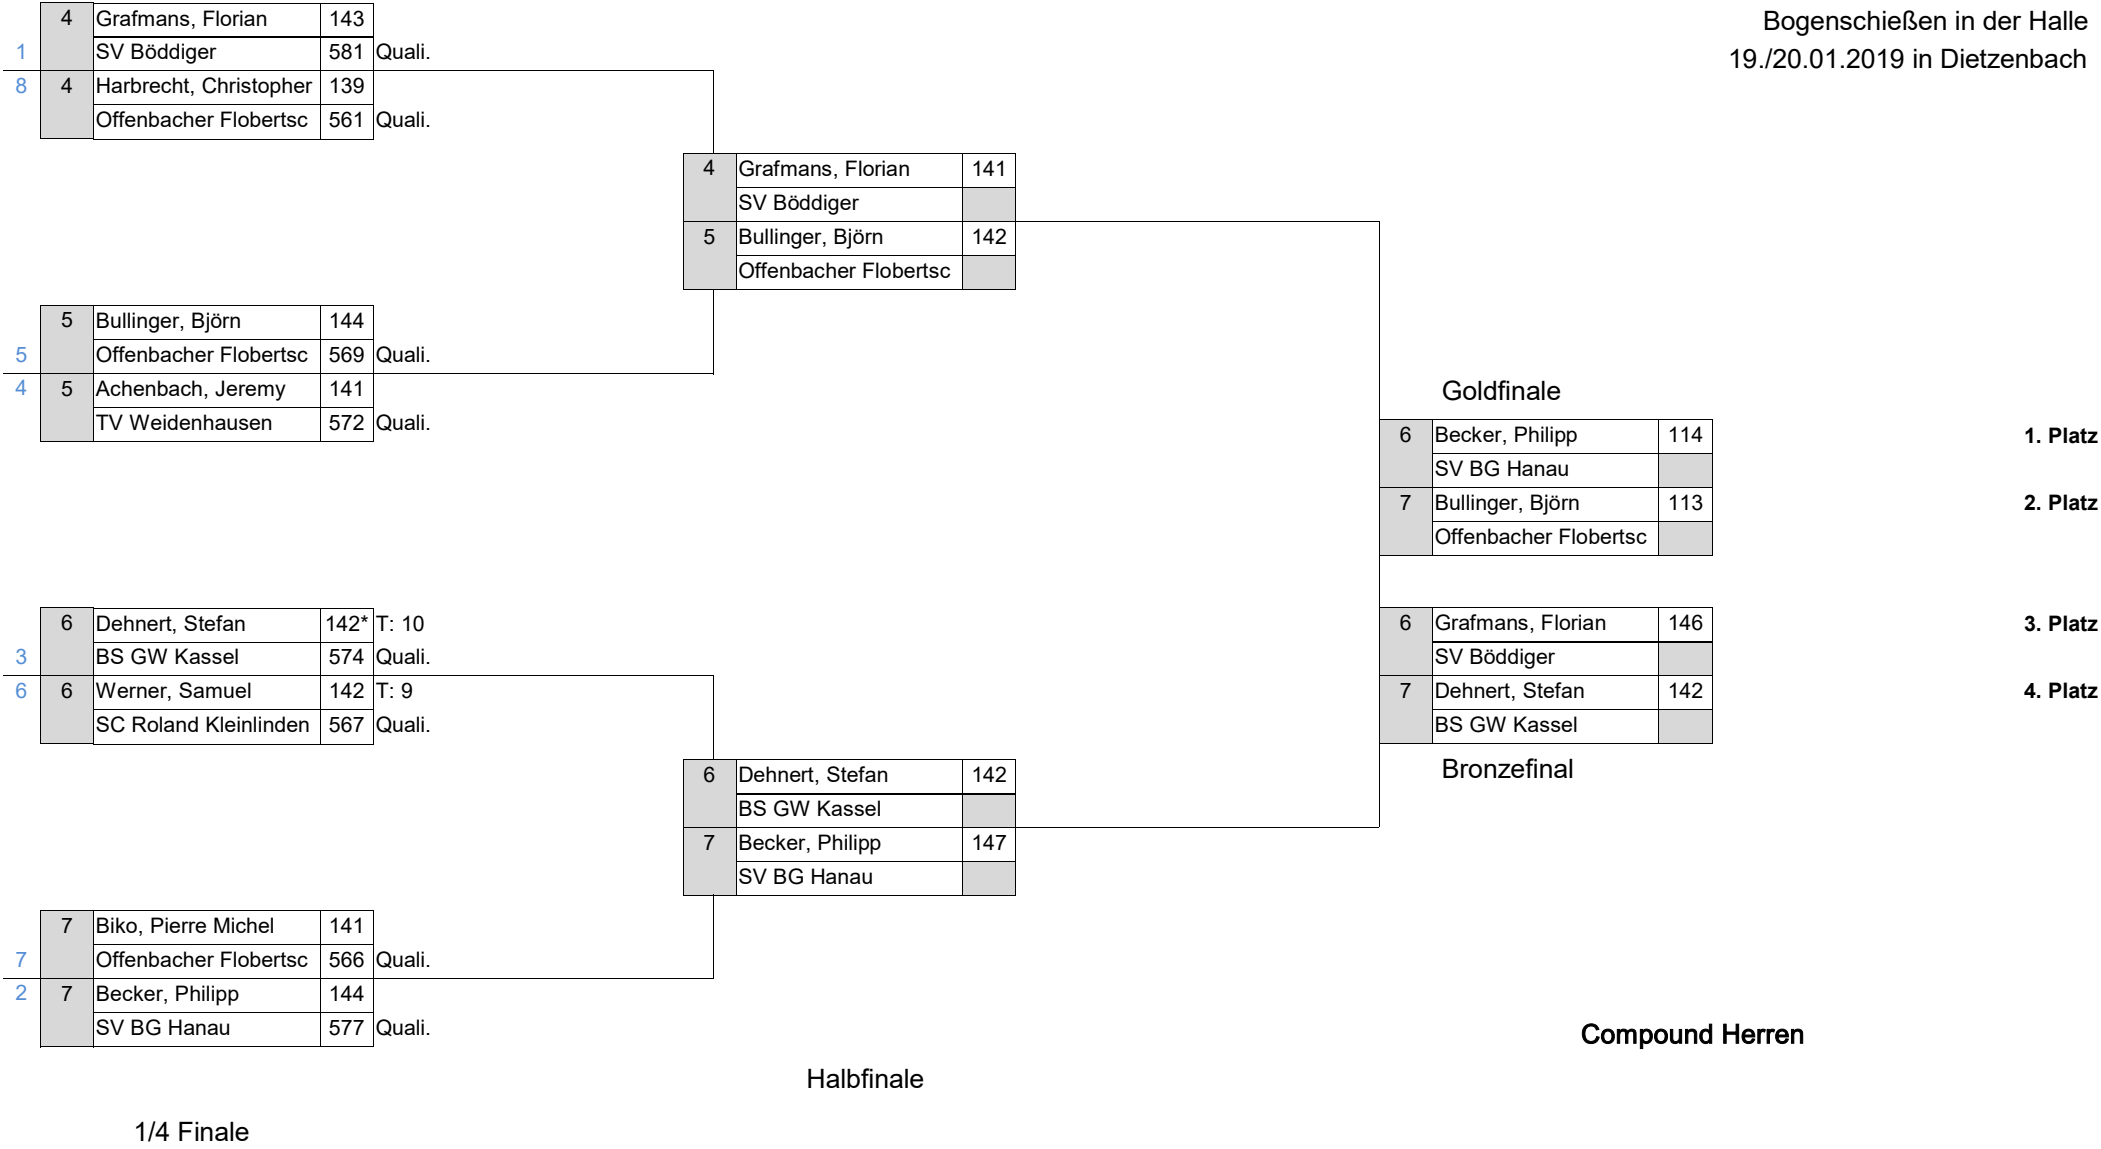 Bogenschießen in der Halle
19./20.01.2019 in Dietzenbach
4 Grafmans, Florian 143
1 SV Böddiger 581 Quali.
8 4 Harbrecht, Christopher 139
Offenbacher Flobertsc 561 Quali.
4 Grafmans, Florian 141
SV Böddiger
5 Bullinger, Björn 142
Offenbacher Flobertsc
5 Bullinger, Björn 144
5 Offenbacher Flobertsc 569 Quali.
4 5 Achenbach, Jeremy 141
TV Weidenhausen 572 Quali.
Goldfinale
6 Becker, Philipp 114 1. Platz
SV BG Hanau
7 Bullinger, Björn 113 2. Platz
Offenbacher Flobertsc
6 Dehnert, Stefan 142* T: 10
3 BS GW Kassel 574 Quali.
6 6 Werner, Samuel 142 T: 9
SC Roland Kleinlinden 567 Quali.
6 Grafmans, Florian 146 3. Platz
SV Böddiger
7 Dehnert, Stefan 142 4. Platz
BS GW Kassel
Bronzefinal
6 Dehnert, Stefan 142
BS GW Kassel
7 Becker, Philipp 147
SV BG Hanau
7 Biko, Pierre Michel 141
7 Offenbacher Flobertsc 566 Quali.
2 7 Becker, Philipp 144
SV BG Hanau 577 Quali.
Compound Herren
Halbfinale
1/4 Finale